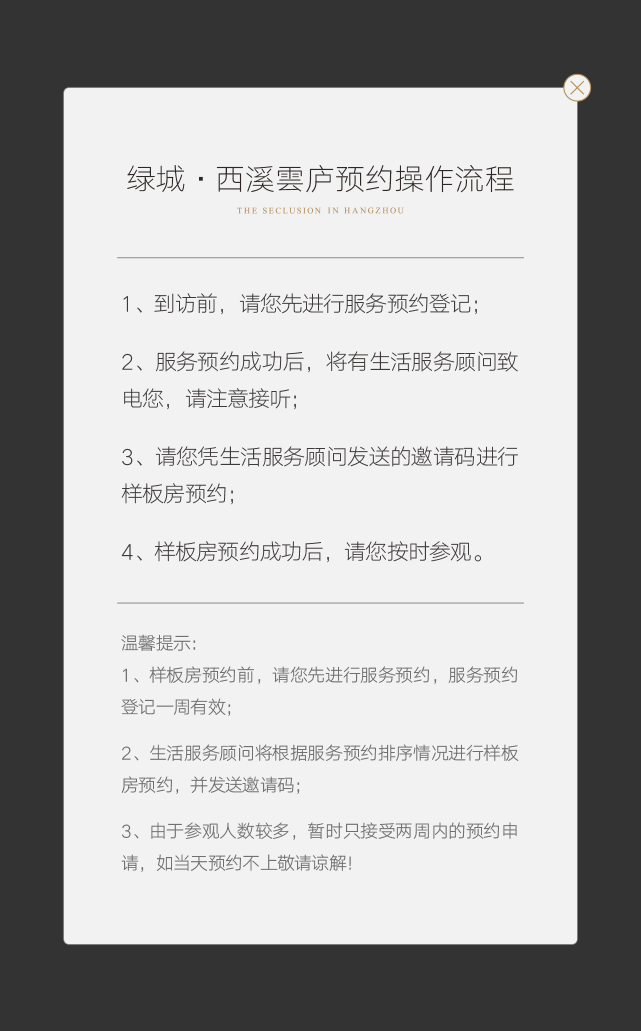 绿城·西溪雲庐预约操作流程
THE SECLUSION IN HANGZHOU
1、到访前，请您先进行服务预约登记；
2、服务预约成功后，将有生活服务顾问致
电您，请注意接听；
3、请您凭生活服务顾问发送的邀请码进行
样板房预约；
4、样板房预约成功后，请您按时参观。
温馨提示：
1、样板房预约前，请您先进行服务预约，服务预约
登记一周有效；
2、生活服务顾问将根据服务预约排序情况进行样板
房预约，并发送邀请码；
3、由于参观人数较多，暂时只接受两周内的预约申
请，如当天预约不上敬请谅解！